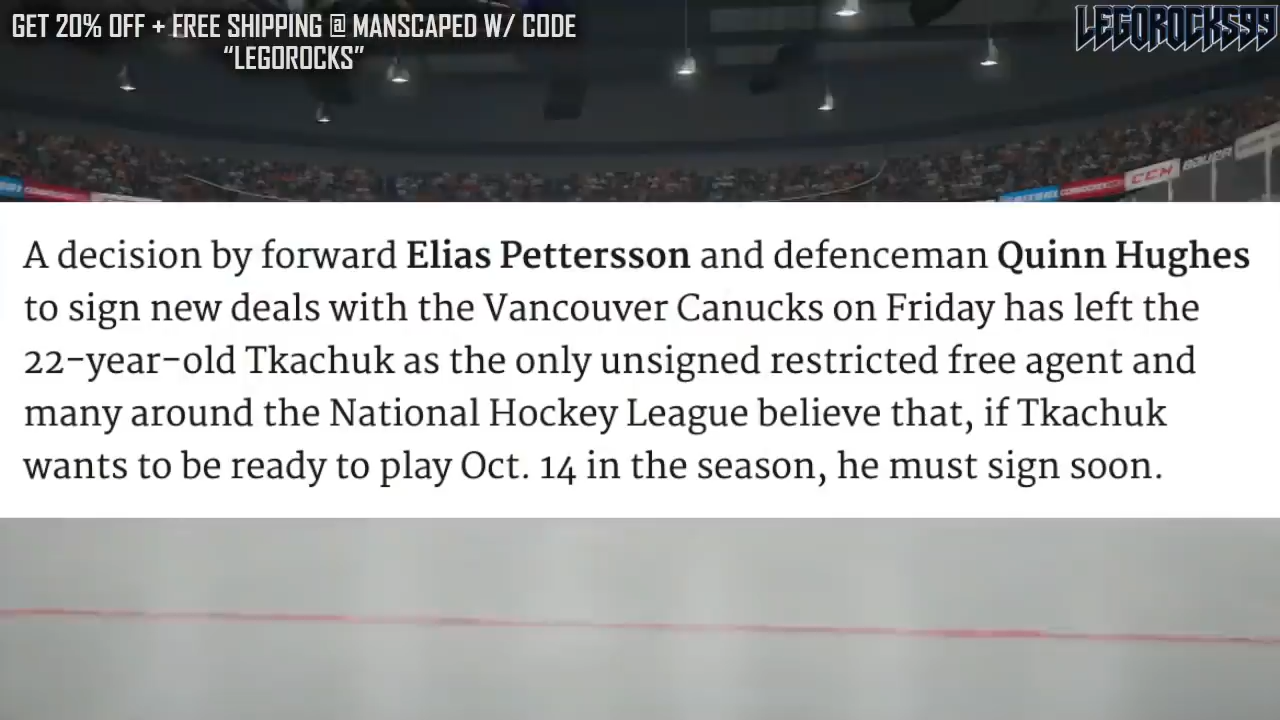 GET 20% OFF + FREE SHIPPING @ MANSCAPED W/ CODE
“LEGOROCKS”
LEGOROCKS99
A decision by forward Elias Pettersson and defenceman Quinn Hughes
to sign new deals with the Vancouver Canucks on Friday has left the
22-year-old Tkachuk as the only unsigned restricted free agent and
many around the National Hockey League believe that, if Tkachuk
wants to be ready to play Oct. 14 in the season, he must sign soon.
CCM
BAUER